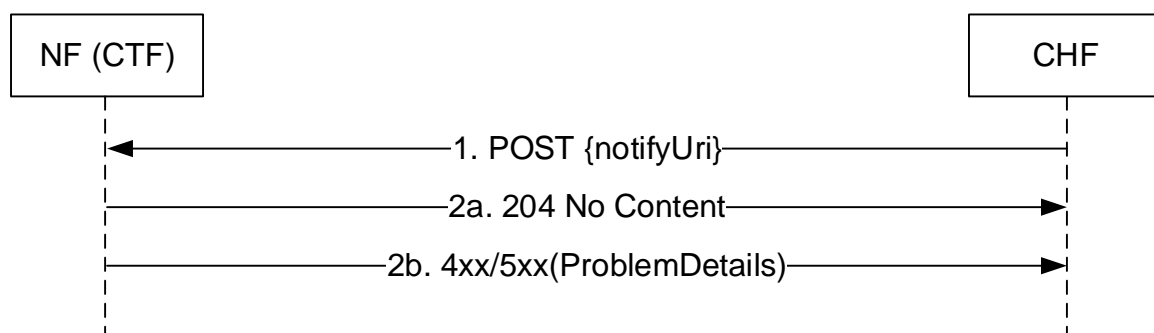 NF (CTF)
CHF
1. POST {notifyUri}
2a. 204 No Content
2b. 4xx/5xx(ProblemDetails)